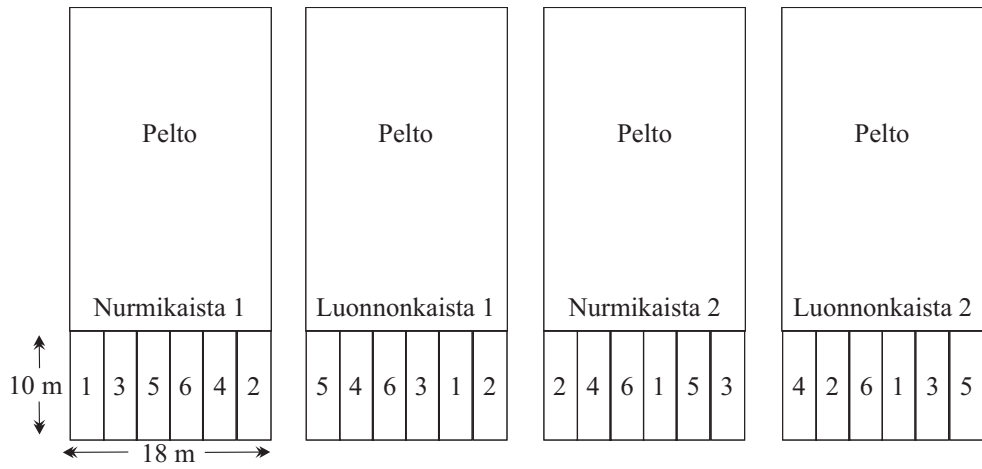 Pelto Pelto Pelto Pelto
Nurmikaista 1 Luonnonkaista 1 Nurmikaista 2 Luonnonkaista 2
10 m 1 3 5 6 4 2 5 4 6 3 1 2 2 4 6 1 5 3 4 2 6 1 3 5
18 m